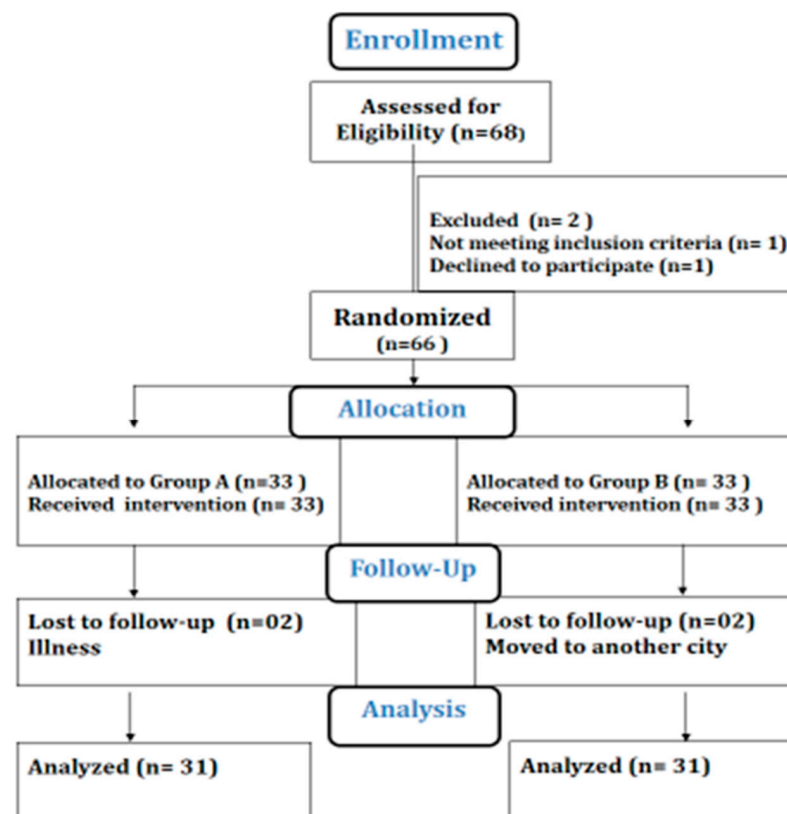 Enrollment
Assessed for
Eligibility (n=68)
Excluded (n= 2 )
Not meeting inclusion criteria (n= 1)
Declined to participate (n=1)
Randomized
(n=66 )
Allocation
Allocated to Group A (n=33 )
Received intervention (n= 33)
Allocated to Group B (n= 33 )
Received intervention (n= 33 )
Follow-Up
Lost to follow-up (n=02)
Illness
Lost to follow-up (n=02)
Moved to another city
Analysis
Analyzed (n= 31)
Analyzed (n= 31)